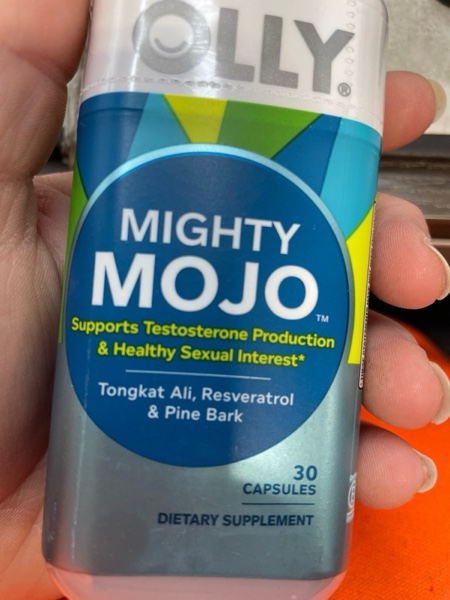 OLLY®
MIGHTY
MOJO™
Supports Testosterone Production
& Healthy Sexual Interest*
Tongkat Ali, Resveratrol
& Pine Bark
30
CAPSULES
DIETARY SUPPLEMENT